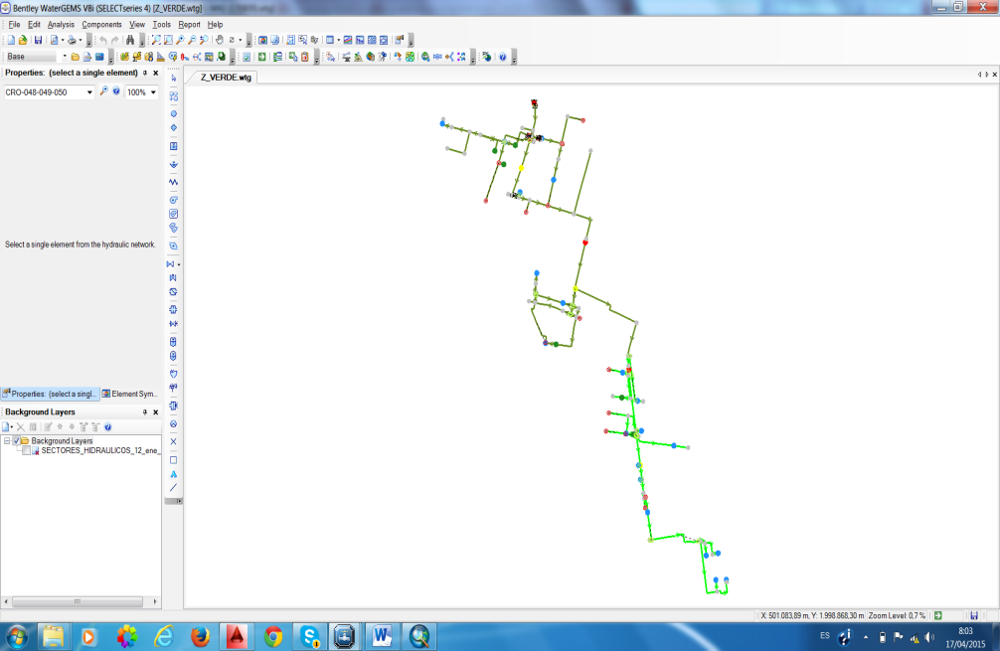 Bentley WaterGEMS V8i (SELECTseries 4) [Z_VERDE.wtg]
File Edit Analysis Components View Tools Report Help
Base
Properties: (select a single element)
Z_VERDE.wtg
CRO-048-049-050 100%
Select a single element from the hydraulic network.
Properties: (select a singl... Element Sym...
Background Layers
Background Layers
SECTORES_HIDRAULICOS_12_ene_
X: 501.083,89 m, Y: 1.998.868,30 m Zoom Level: 0,7 %
ES 8:03
17/04/2015